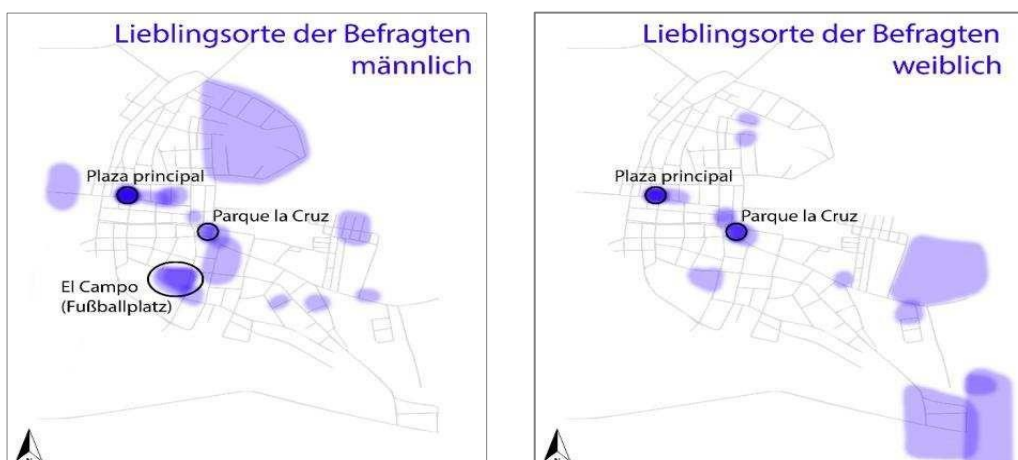 Lieblingsorte der Befragten
männlich
Plaza principal
Parque la Cruz
El Campo
(Fußballplatz)
Lieblingsorte der Befragten
weiblich
Plaza principal
Parque la Cruz